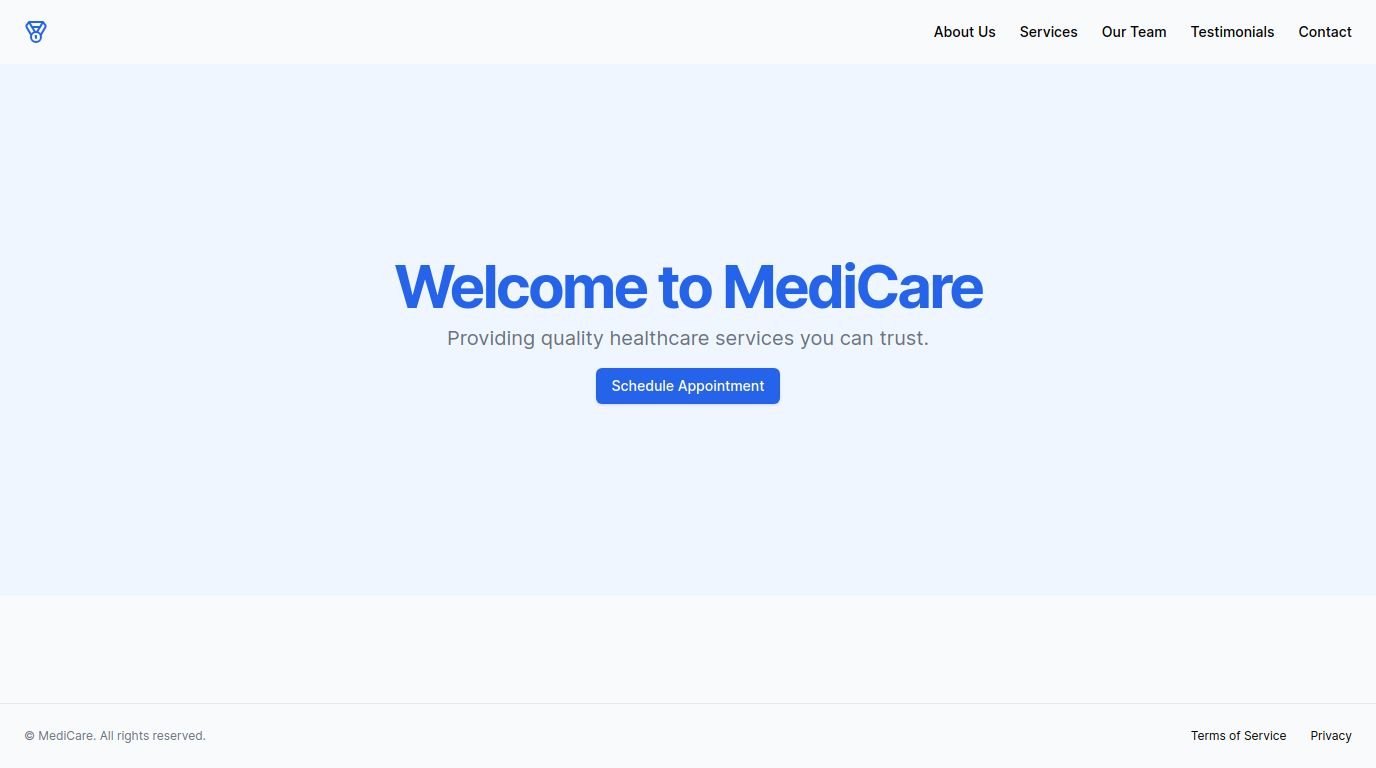 About Us Services Our Team Testimonials Contact
Welcome to MediCare
Providing quality healthcare services you can trust.
Schedule Appointment
© MediCare. All rights reserved. Terms of Service Privacy